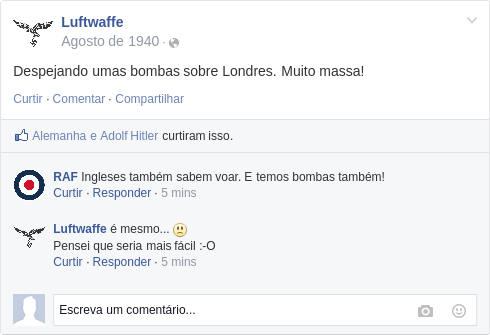 Luftwaffe
Agosto de 1940 ·
Despejando umas bombas sobre Londres. Muito massa!
Curtir · Comentar · Compartilhar
Alemanha e Adolf Hitler curtiram isso.
RAF Ingleses também sabem voar. E temos bombas também!
Curtir · Responder · 5 mins
Luftwaffe é mesmo...
Pensei que seria mais fácil :-O
Curtir · Responder · 5 mins
Escreva um comentário...